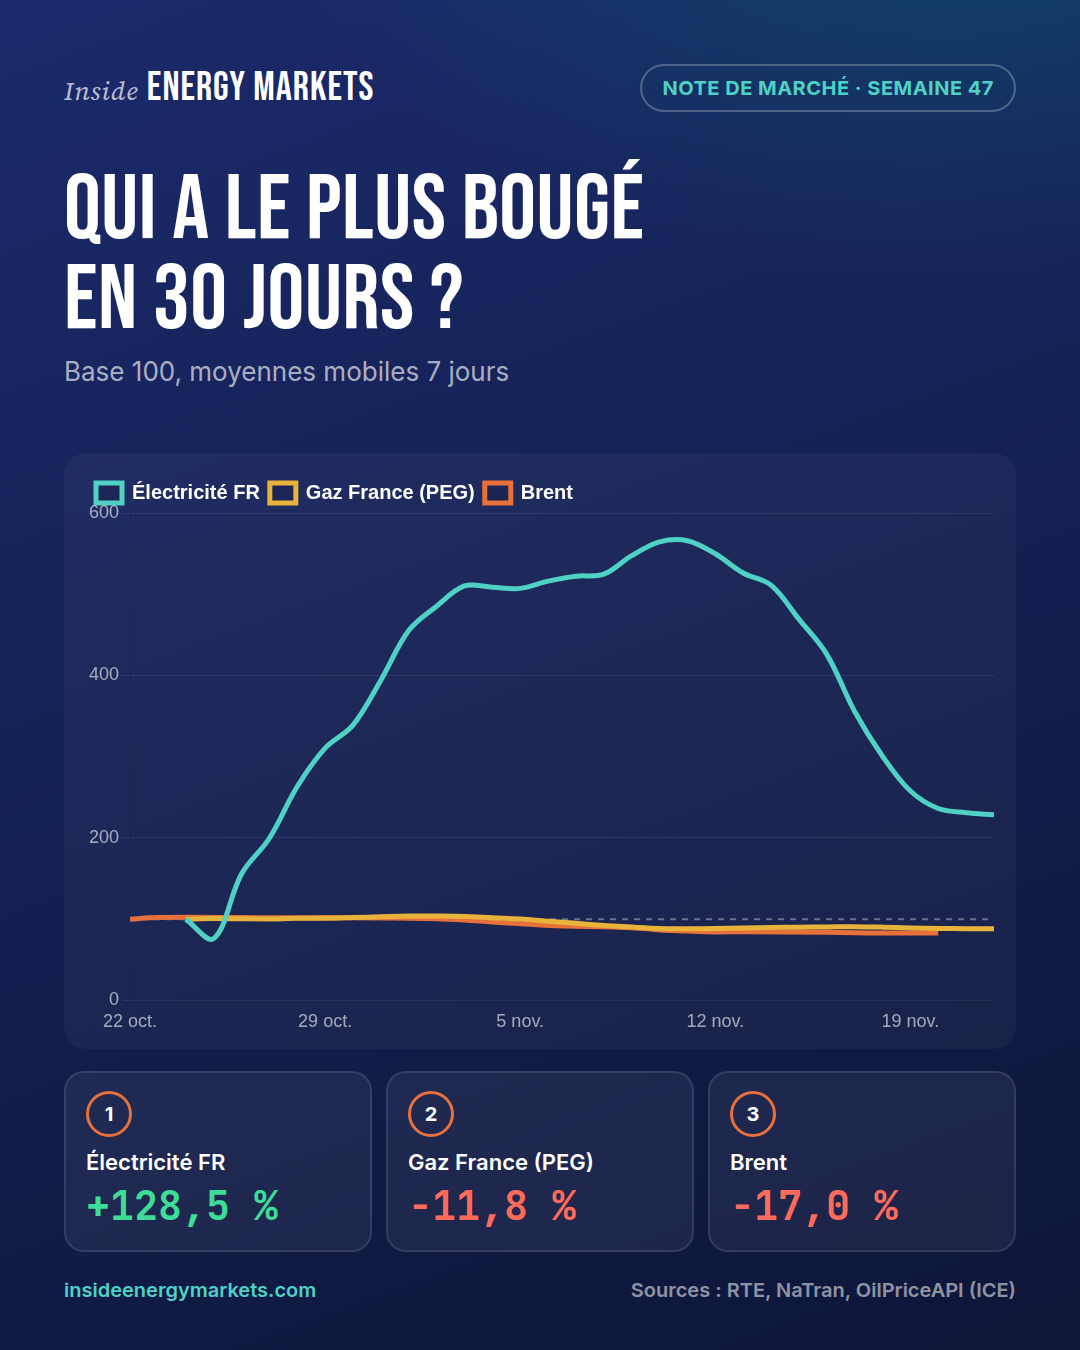 Inside ENERGY MARKETS
NOTE DE MARCHÉ · SEMAINE 47
QUI A LE PLUS BOUGÉ
EN 30 JOURS ?
Base 100, moyennes mobiles 7 jours
Électricité FR
Gaz France (PEG)
Brent
600
400
200
0
22 oct.
29 oct.
5 nov.
12 nov.
19 nov.
1
Électricité FR
+128,5 %
2
Gaz France (PEG)
-11,8 %
3
Brent
-17,0 %
insideenergymarkets.com
Sources : RTE, NaTran, OilPriceAPI (ICE)